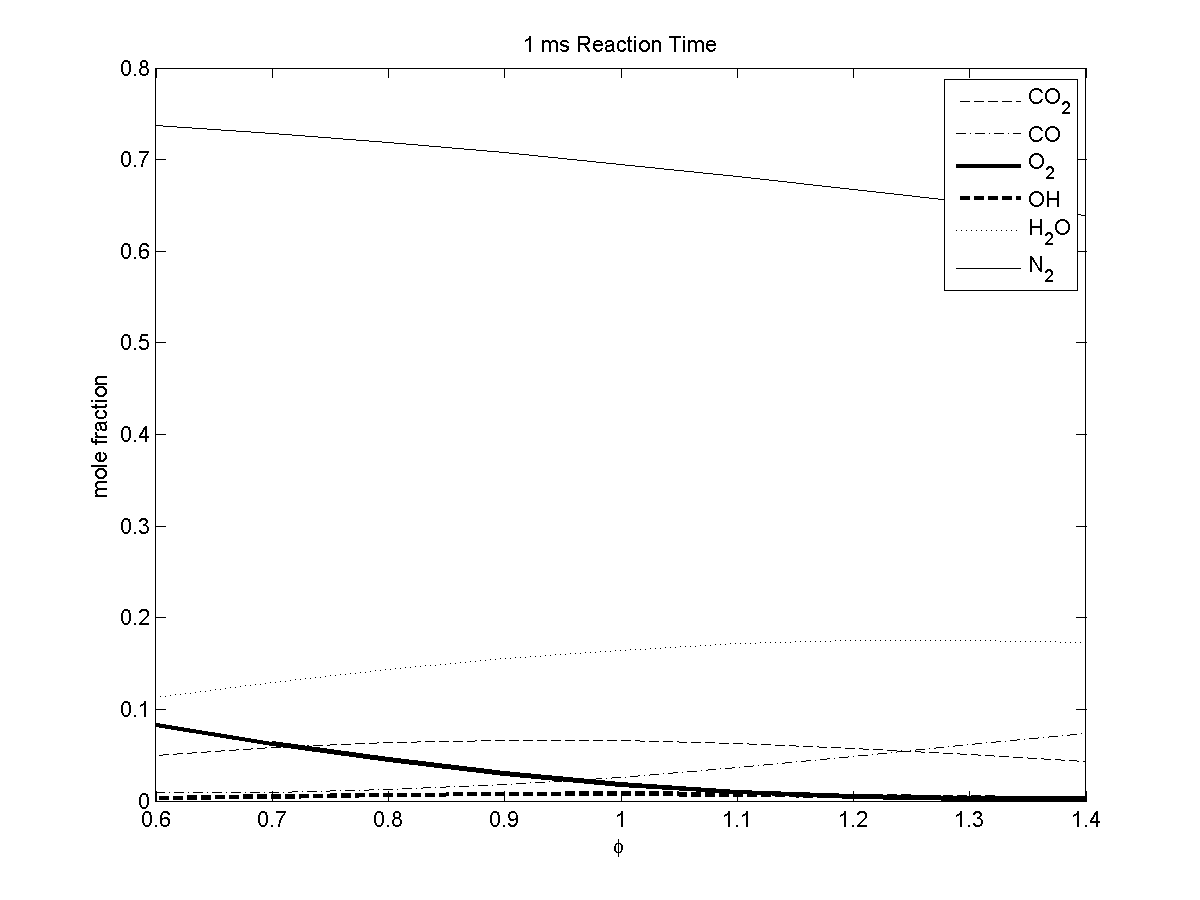 1 ms Reaction Time
0.8
0.7
0.6
0.5
0.4
0.3
0.2
0.1
0
mole fraction
CO2
CO
O2
OH
H2O
N2
0.6 0.7 0.8 0.9 1 1.1 1.2 1.3 1.4
ϕ